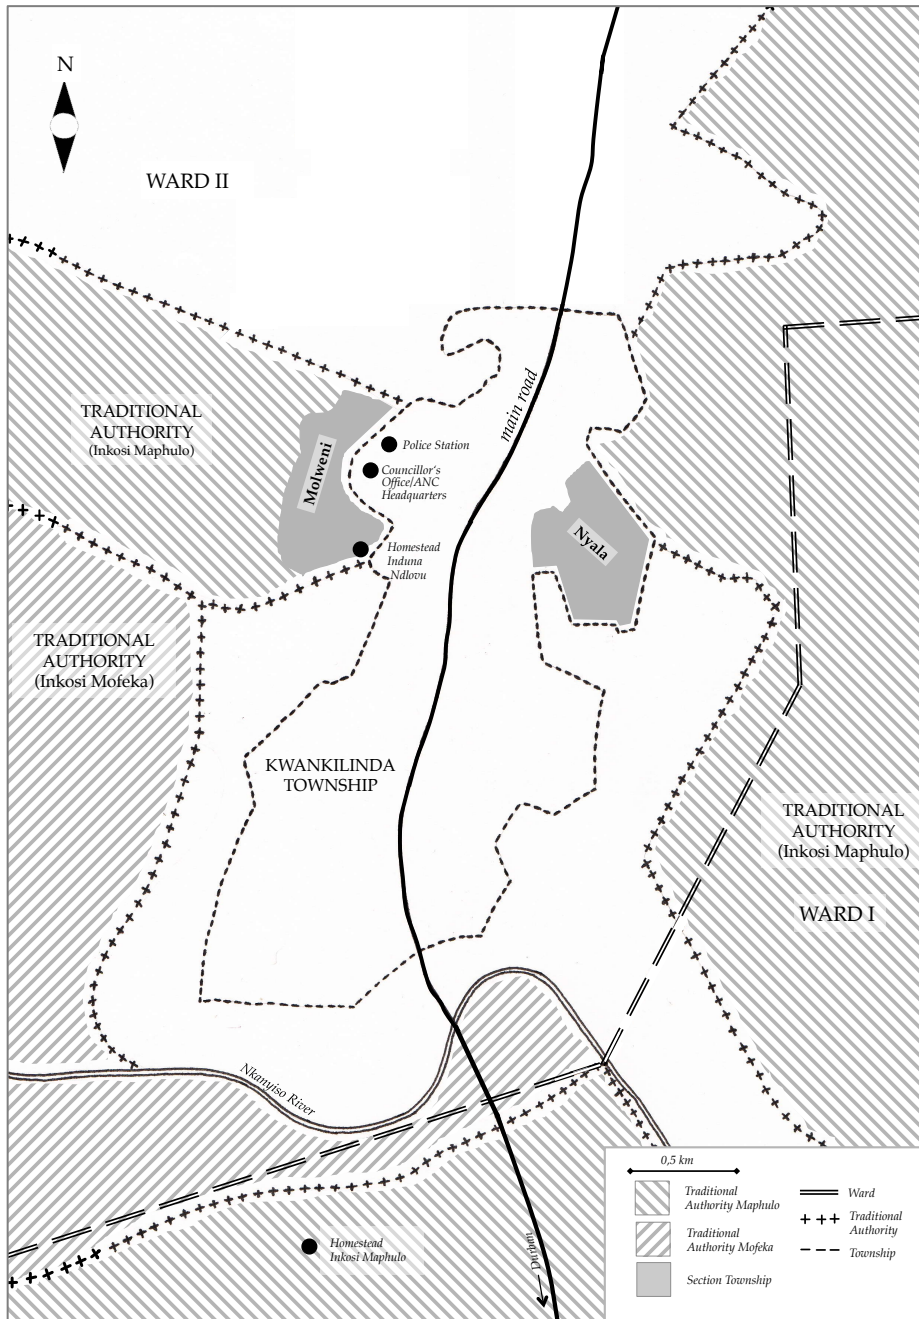 N
WARD II
main road
TRADITIONAL
AUTHORITY
(Inkosi Maphulo)
Molweni
Police Station
Councillor's
Office/ANC
Headquarters
Nyala
Homestead
Induna
Ndlovu
TRADITIONAL
AUTHORITY
(Inkosi Mofeka)
KWANKILINDA
TOWNSHIP
TRADITIONAL
AUTHORITY
(Inkosi Maphulo)
WARD I
Nkanyiso River
Homestead
Inkosi Maphulo
Durban
0,5 km
Traditional
Authority Maphulo
Traditional
Authority Mofeka
Section Township
Ward
Traditional
Authority
Township